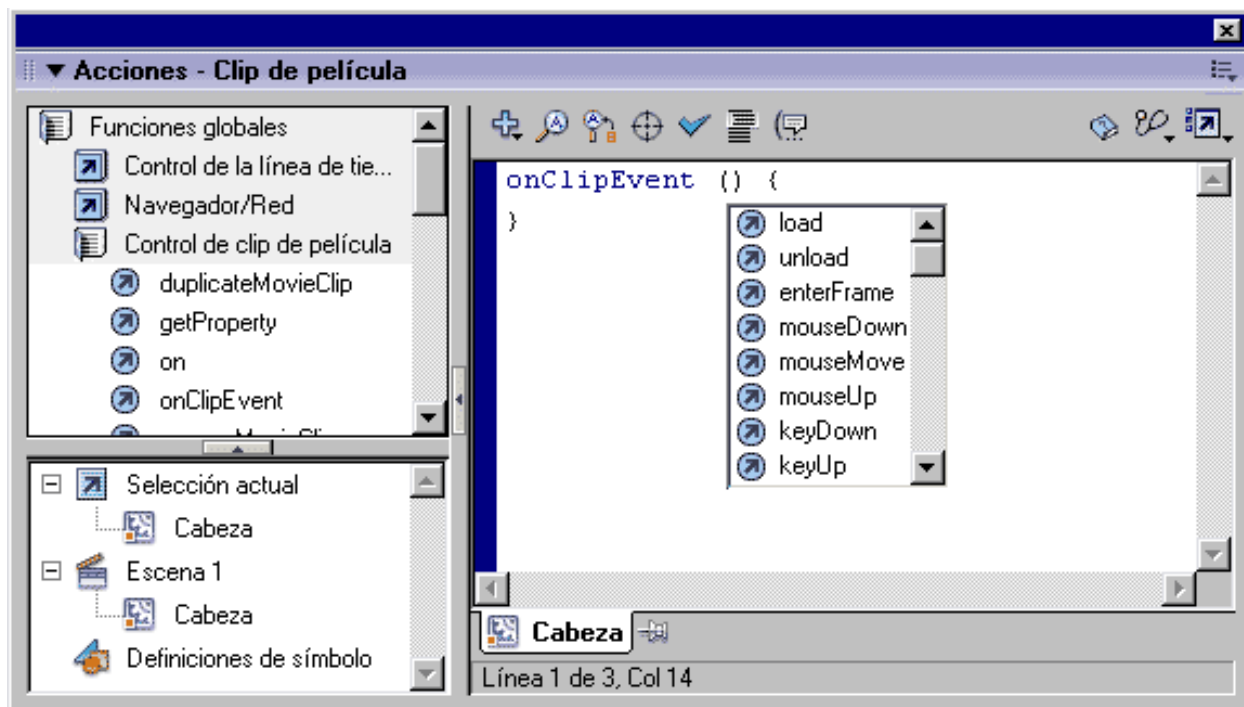 Acciones - Clip de película
Funciones globales
Control de la línea de tie...
Navegador/Red
Control de clip de película
duplicateMovieClip
getProperty
on
onClipEvent
Selección actual
Cabeza
Escena 1
Cabeza
Definiciones de símbolo
onClipEvent () {
}
load
unload
enterFrame
mouseDown
mouseMove
mouseUp
keyDown
keyUp
Cabeza
Línea 1 de 3, Col 14